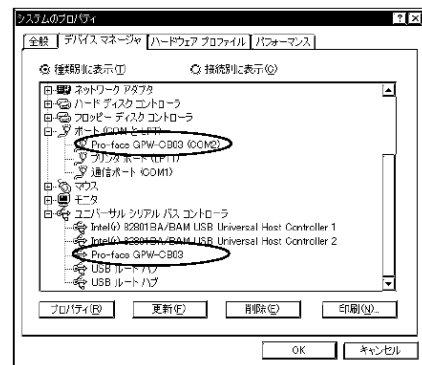 システムのプロパティ
全般 デバイス マネージャ ハードウェア プロファイル パフォーマンス
種類別に表示(T) 接続別に表示(C)
ネットワーク アダプタ
ハード ディスク コントローラ
フロッピー ディスク コントローラ
ポート (COM と LPT)
Pro-face GPW-CB03 (COM2)
プリンタ ポート (LPT1)
通信ポート (COM1)
マウス
モニタ
ユニバーサル シリアル バス コントローラ
Intel(r) 82801BA/BAM USB Universal Host Controller 1
Intel(r) 82801BA/BAM USB Universal Host Controller 2
Pro-face GPW-CB03
USB ルート ハブ
USB ルート ハブ
プロパティ(R) 更新(F) 削除(E) 印刷(N)...
OK キャンセル